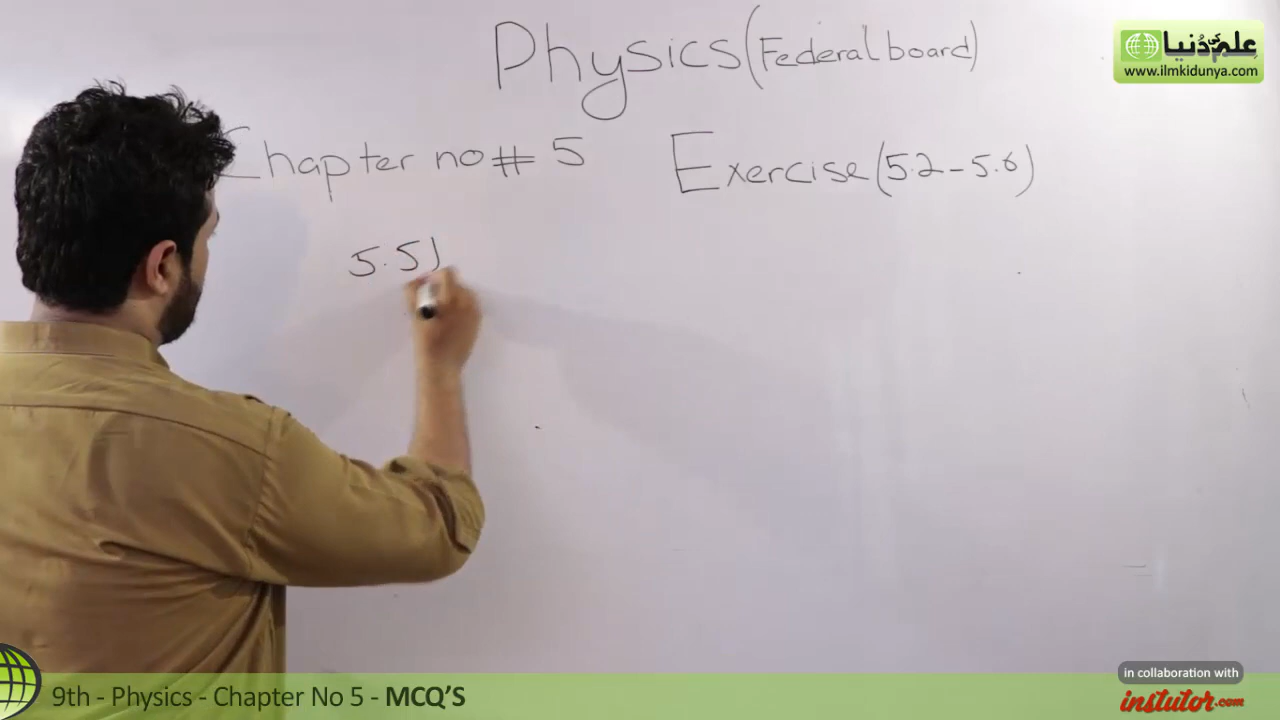 Physics (Federal board)
Chapter no # 5 Exercise (5.2 - 5.6)
5.5)
علم کی دُنیا
www.ilmkidunya.com
in collaboration with
instutor.com
9th - Physics - Chapter No 5 - MCQ'S